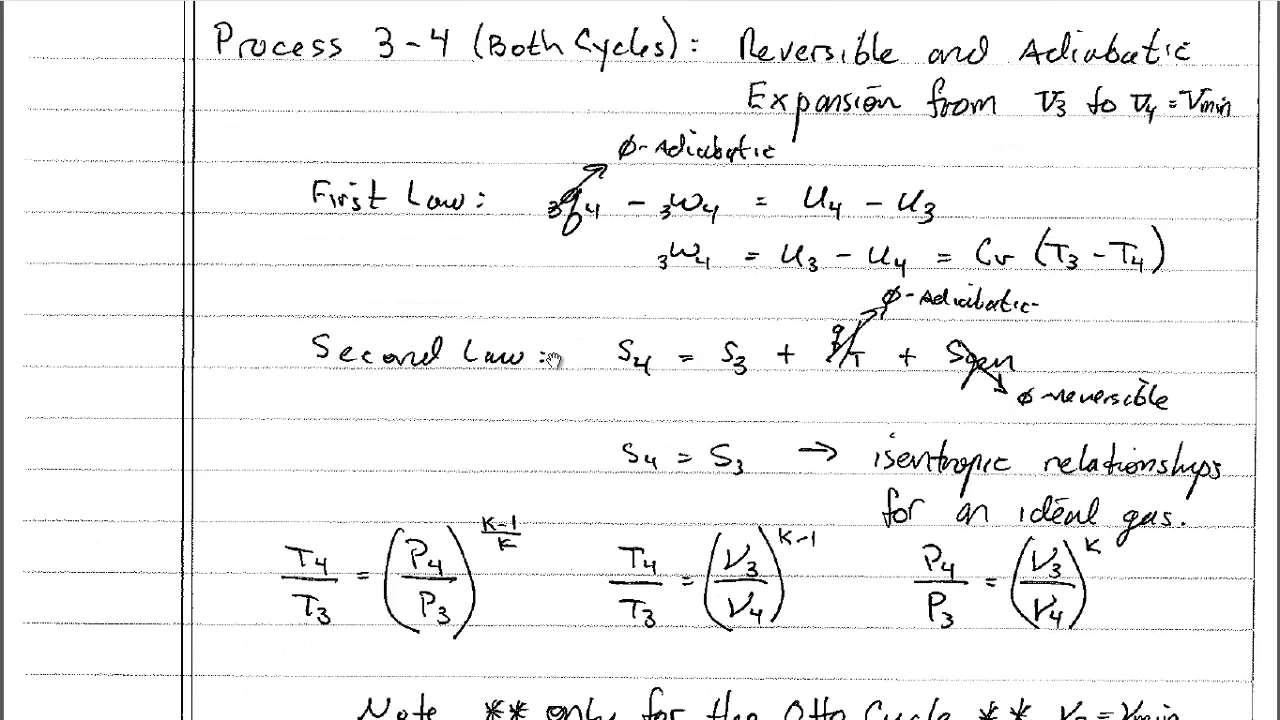 Process 3-4 (Both Cycles): Reversible and Adiabatic
Expansion from V3 to V4 = Vmin
ø-Adiabatic
First Law: 3q4 - 3w4 = u4 - u3
3w4 = u3 - u4 = Cv (T3 - T4)
ø-Adiabatic
Second Law: S4 = S3 + q/T + Sgen
ø-reversible
S4 = S3 → isentropic relationships
for an ideal gas.
T4/T3 = (P4/P3)^(K-1/K) T4/T3 = (V3/V4)^(K-1) P4/P3 = (V3/V4)^K
Note ** only for the Otto Cycle ** V3 = Vmin